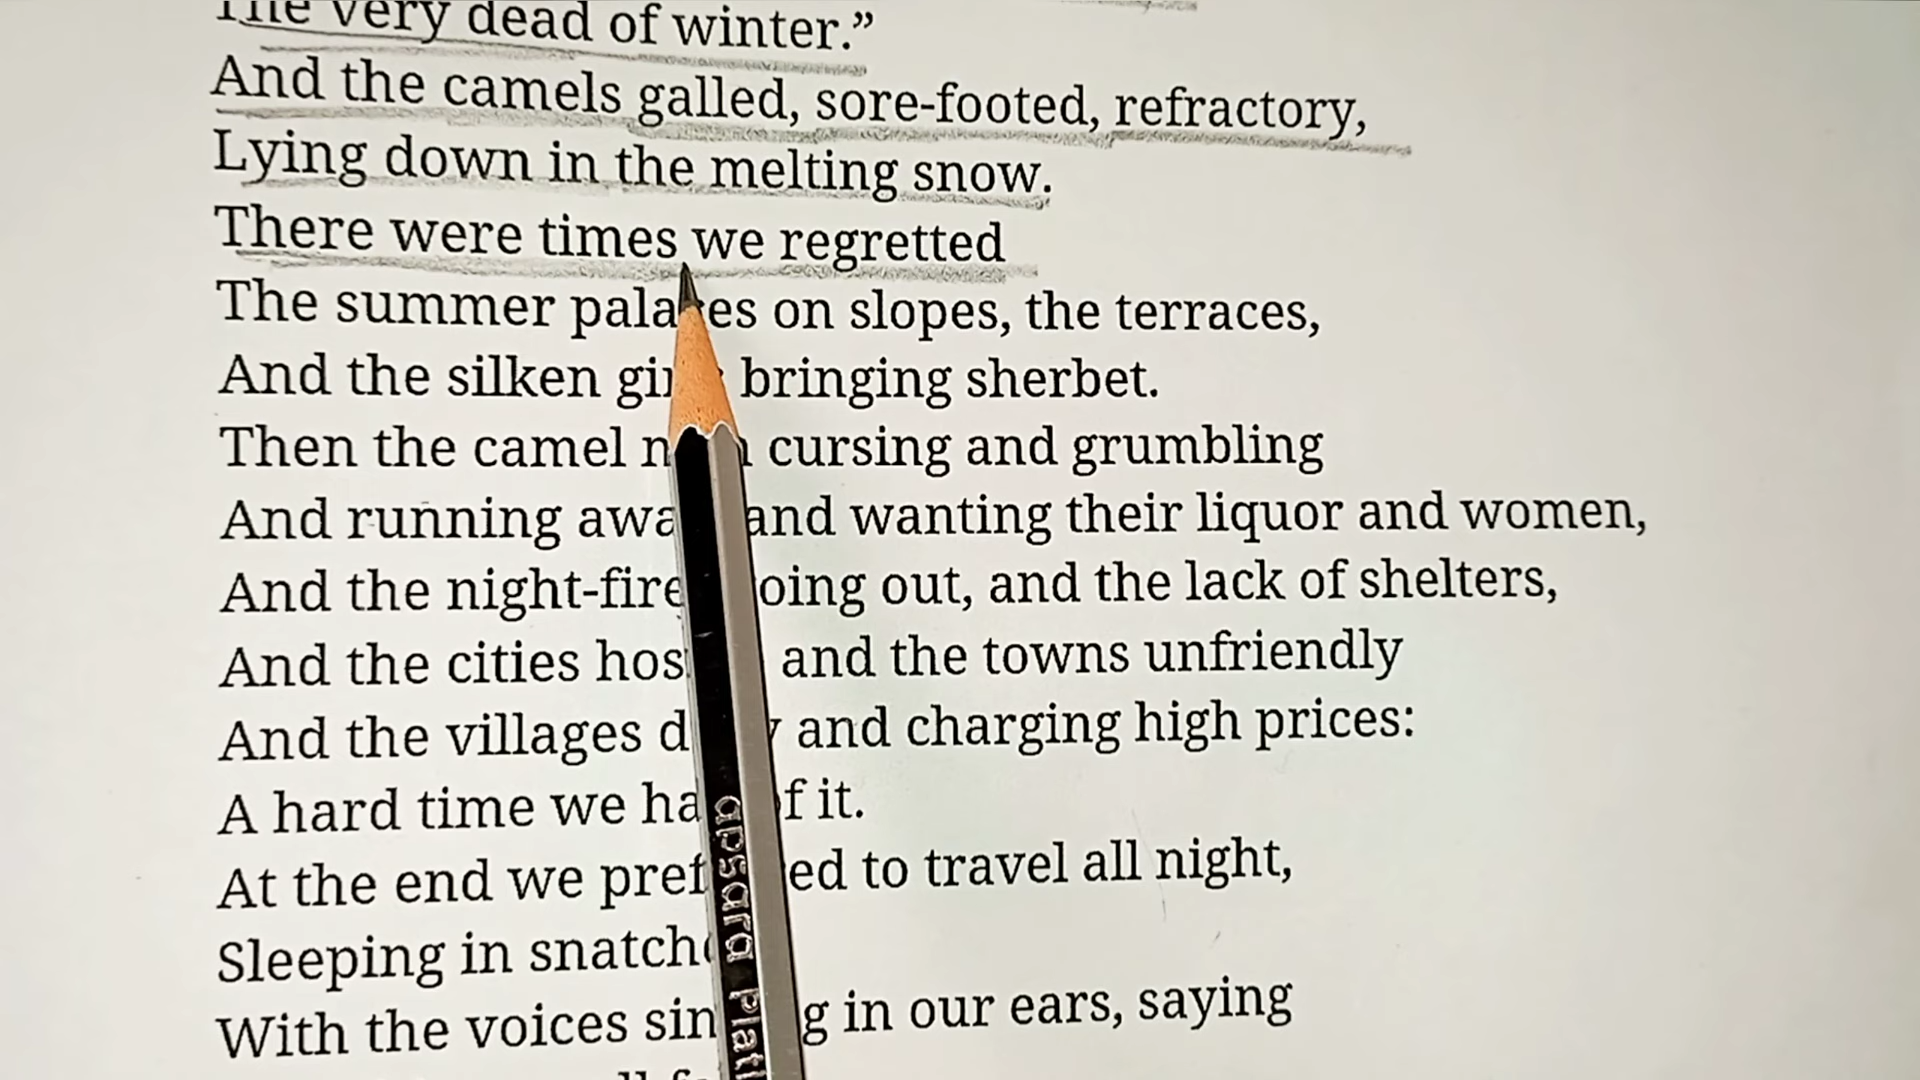 The very dead of winter.”
And the camels galled, sore-footed, refractory,
Lying down in the melting snow.
There were times we regretted
The summer palaces on slopes, the terraces,
And the silken girls bringing sherbet.
Then the camel men cursing and grumbling
And running away, and wanting their liquor and women,
And the night-fires going out, and the lack of shelters,
And the cities hostile and the towns unfriendly
And the villages dirty and charging high prices:
A hard time we had of it.
At the end we preferred to travel all night,
Sleeping in snatches,
With the voices singing in our ears, saying
apsara Plati